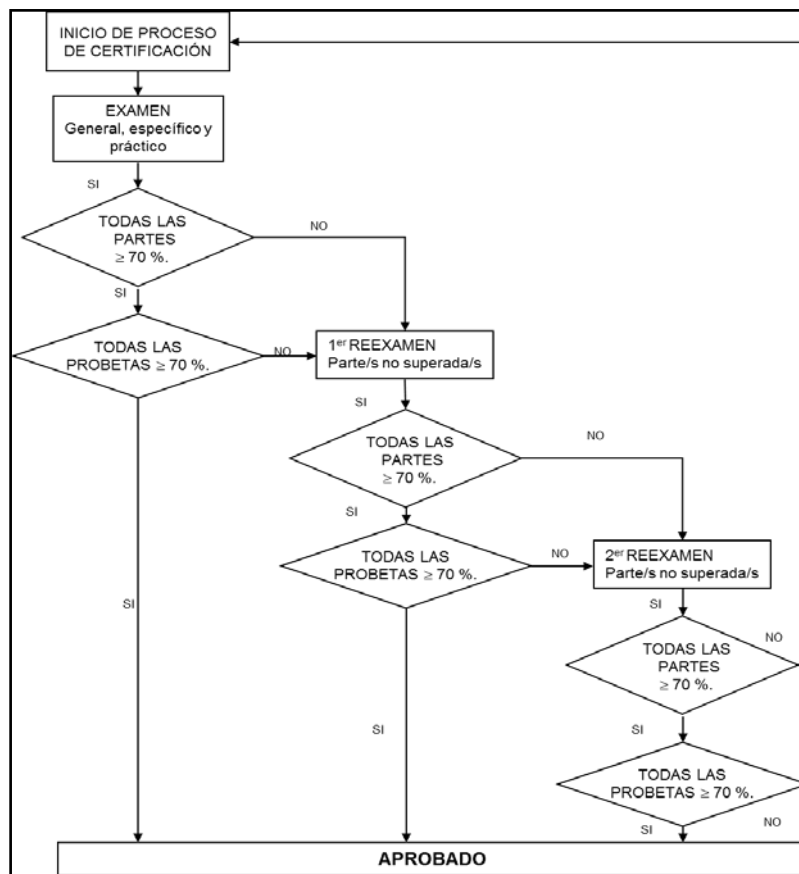 INICIO DE PROCESO
DE CERTIFICACIÓN
EXAMEN
General, específico y
práctico
SI
TODAS LAS
PARTES
≥ 70 %.
NO
SI
TODAS LAS
PROBETAS ≥ 70 %.
NO
1er REEXAMEN
Parte/s no superada/s
SI
TODAS LAS
PARTES
≥ 70 %.
NO
SI
TODAS LAS
PROBETAS ≥ 70 %.
NO
2er REEXAMEN
Parte/s no superada/s
SI
SI
TODAS LAS
PARTES
≥ 70 %.
NO
SI
SI
TODAS LAS
PROBETAS ≥ 70 %.
SI
NO
APROBADO